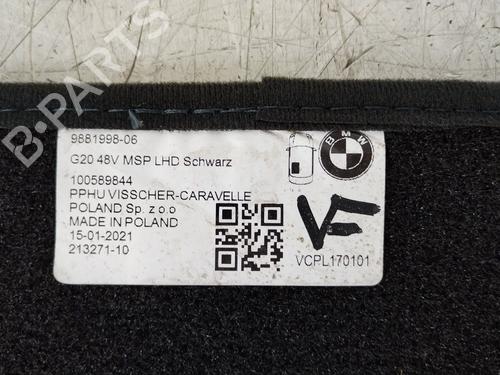 B-PARTS
9881998-06
G20 48V MSP LHD Schwarz
100589844
PPHU VISSCHER-CARAVELLE
POLAND Sp. z o.o
MADE IN POLAND
15-01-2021
213271-10
BMW
VF
VCPL170101